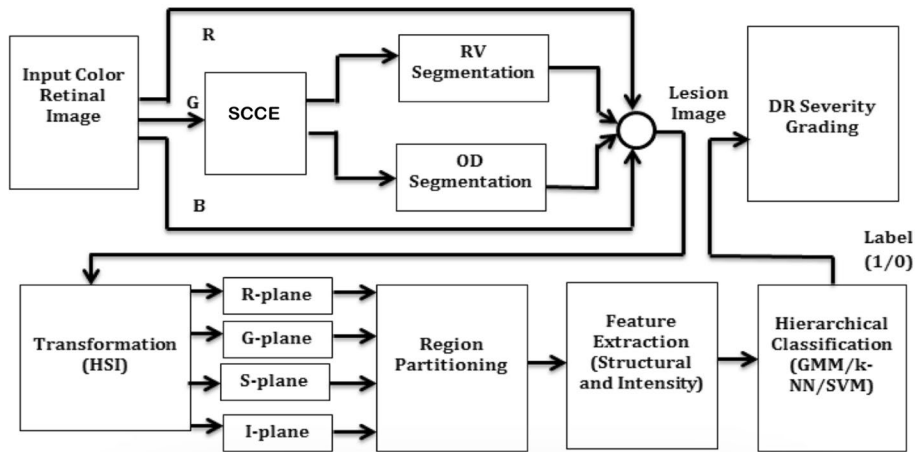 Input Color
Retinal
Image
R
G
B
SCCE
RV
Segmentation
OD
Segmentation
Lesion
Image
DR Severity
Grading
Label
(1/0)
Transformation
(HSI)
R-plane
G-plane
S-plane
I-plane
Region
Partitioning
Feature
Extraction
(Structural
and Intensity)
Hierarchical
Classification
(GMM/k-
NN/SVM)